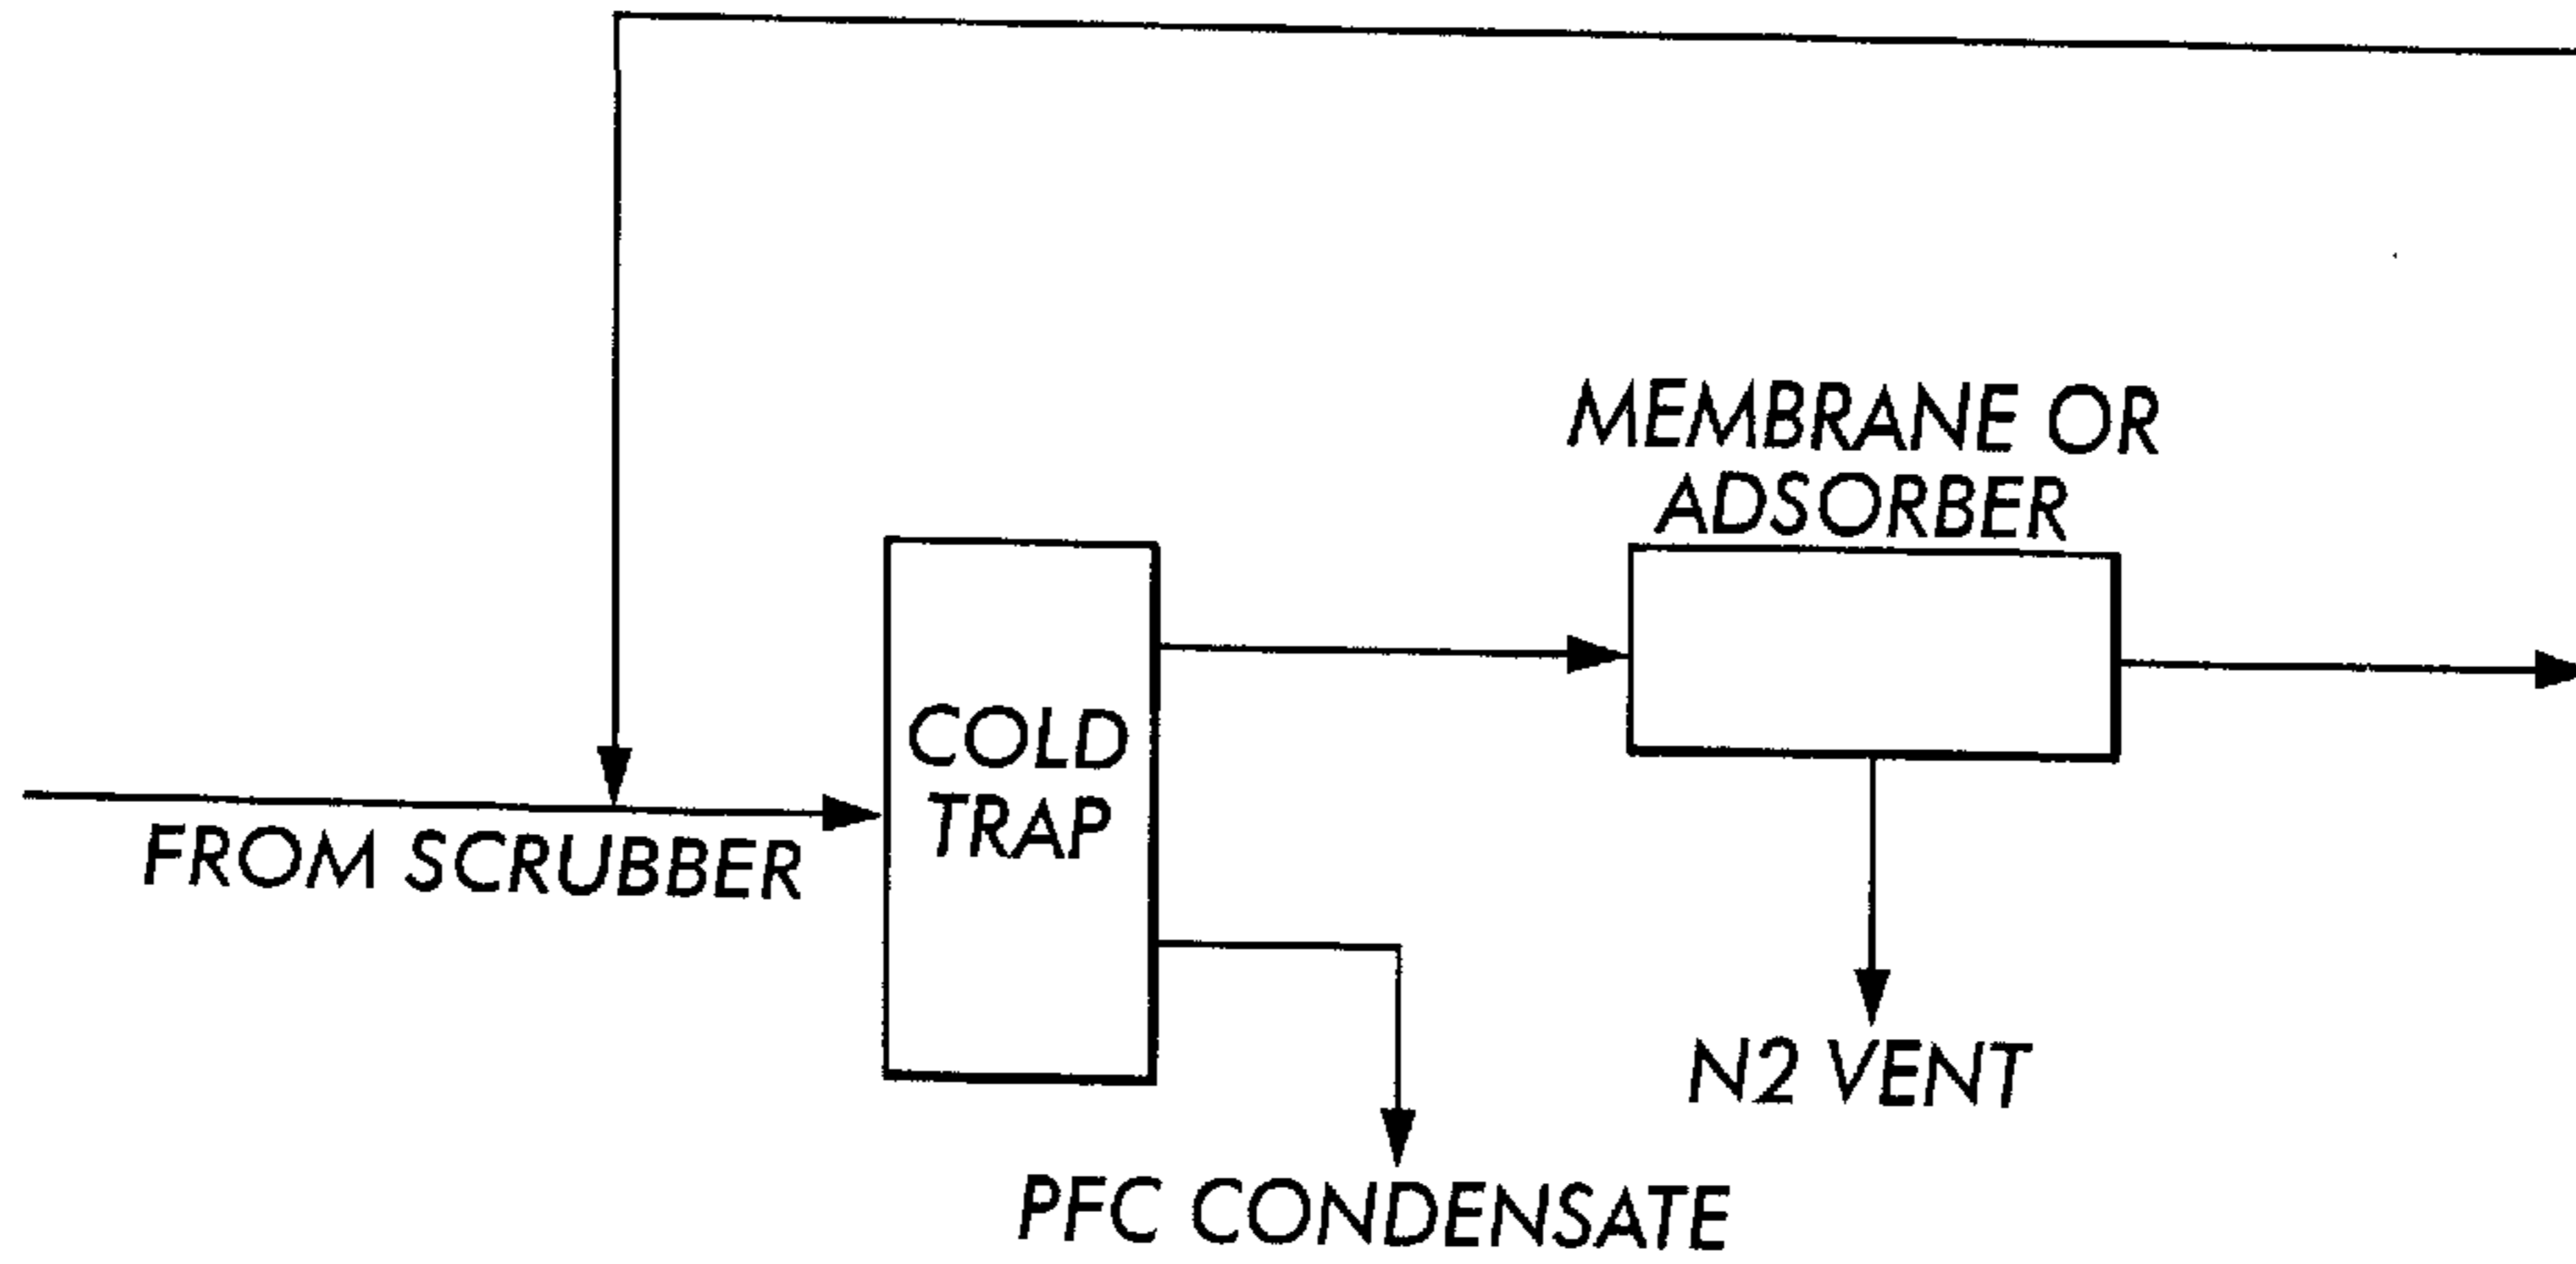 MEMBRANE OR
ADSORBER
COLD
TRAP
FROM SCRUBBER
N2 VENT
PFC CONDENSATE